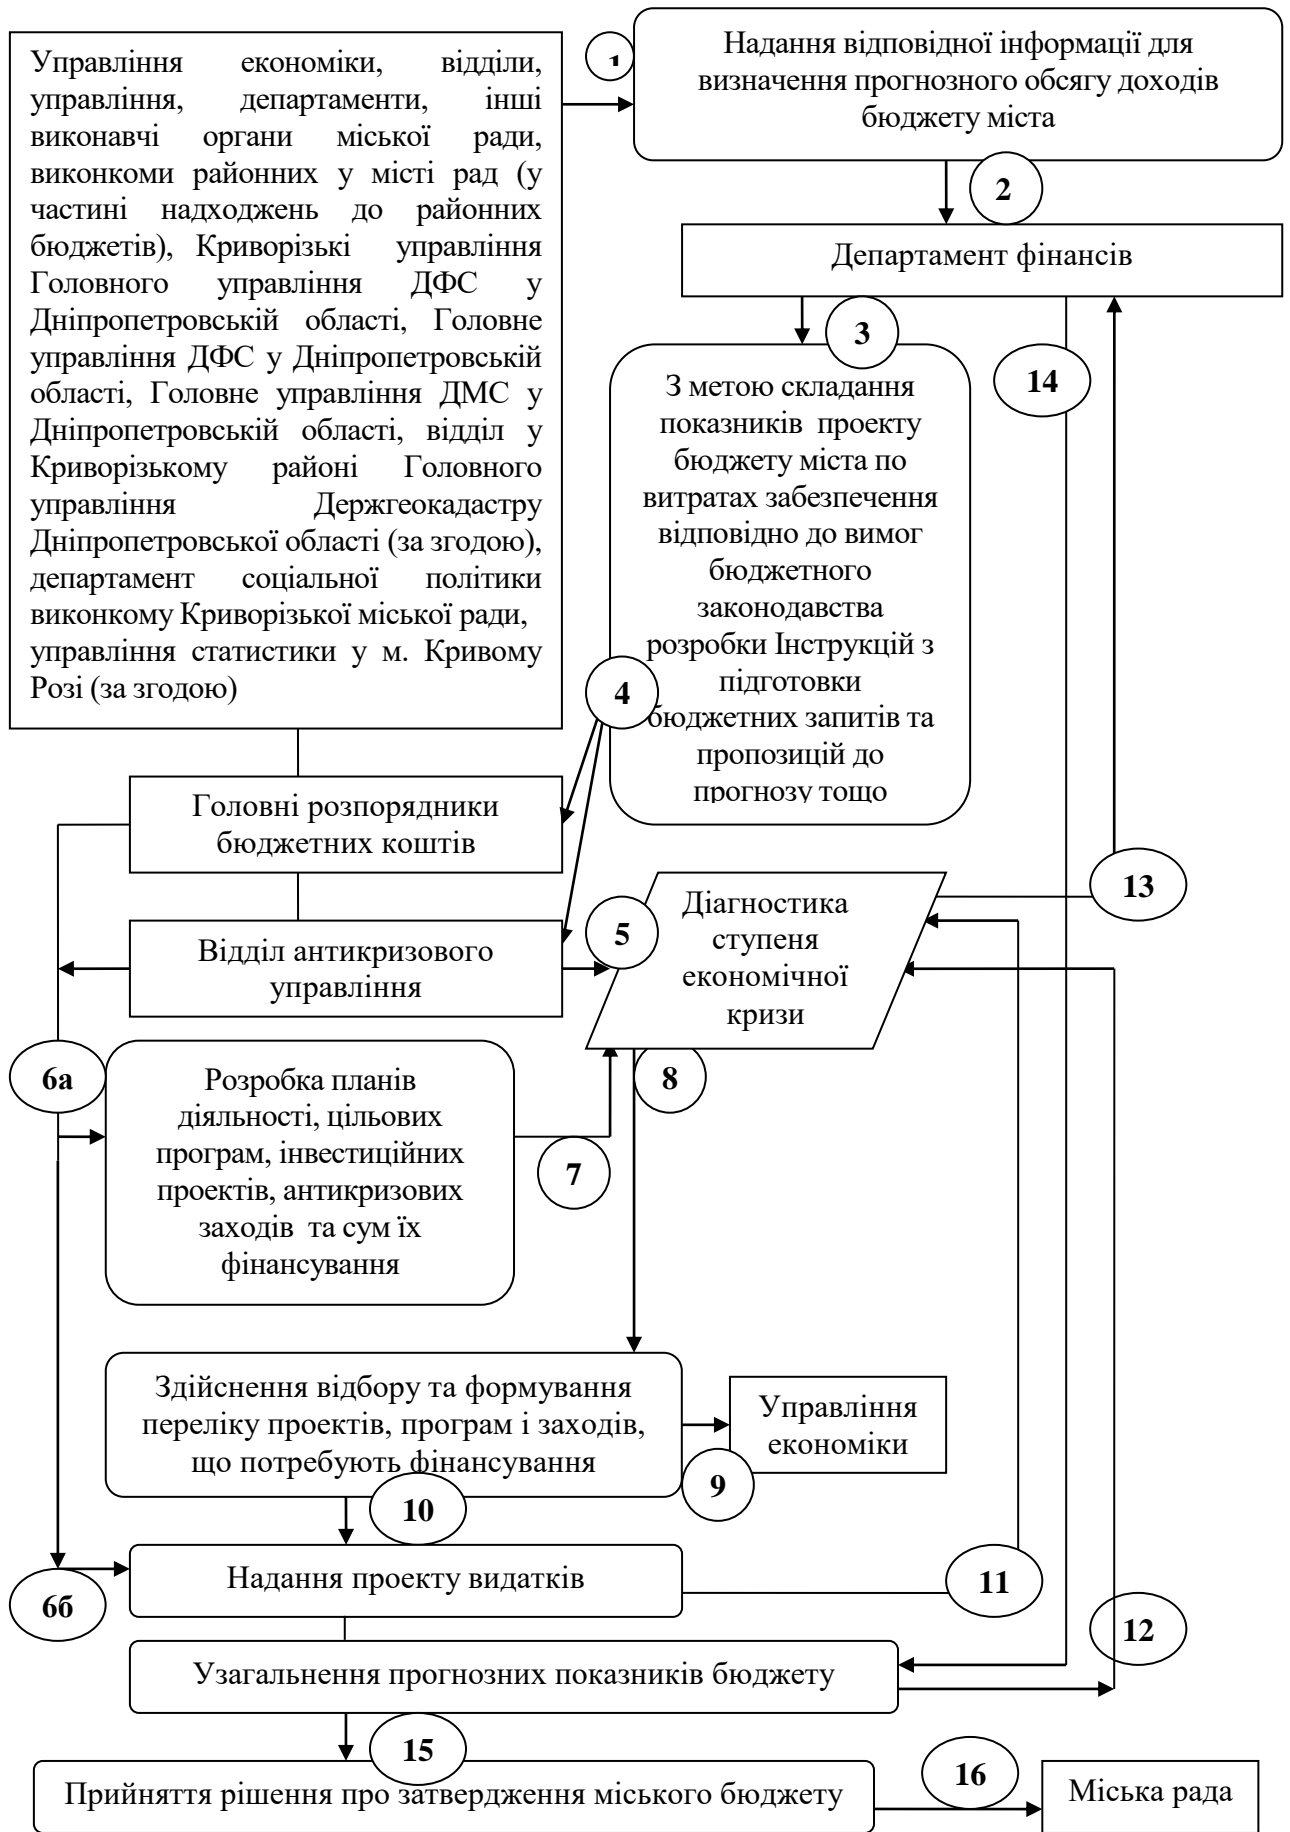 Управління економіки, відділи,
управління, департаменти, інші
виконавчі органи міської ради,
виконкоми районних у місті рад (у
частині надходжень до районних
бюджетів), Криворізькі управління
Головного управління ДФС у
Дніпропетровській області, Головне
управління ДФС у Дніпропетровській
області, Головне управління ДМС у
Дніпропетровській області, відділ у
Криворізькому районі Головного
управління Держгеокадастру
Дніпропетровської області (за згодою),
департамент соціальної політики
виконкому Криворізької міської ради,
управління статистики у м. Кривому
Розі (за згодою)
1
Надання відповідної інформації для
визначення прогнозного обсягу доходів
бюджету міста
2
Департамент фінансів
3
14
З метою складання
показників проекту
бюджету міста по
витратах забезпечення
відповідно до вимог
бюджетного
законодавства
розробки Інструкцій з
підготовки
бюджетних запитів та
пропозицій до
прогнозу тощо
4
Головні розпорядники
бюджетних коштів
13
Відділ антикризового
управління
5
Діагностика
ступеня
економічної
кризи
6а
Розробка планів
діяльності, цільових
програм, інвестиційних
проектів, антикризових
заходів та сум їх
фінансування
7
8
Здійснення відбору та формування
переліку проектів, програм і заходів,
що потребують фінансування
Управління
економіки
9
10
6б
Надання проекту видатків
11
12
Узагальнення прогнозних показників бюджету
15
Прийняття рішення про затвердження міського бюджету
16
Міська рада